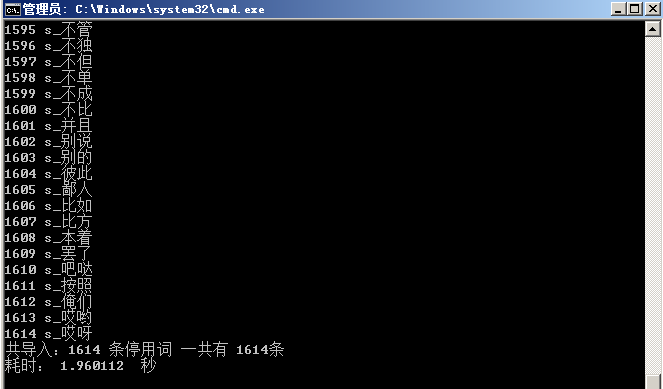 管理员: C:\Windows\system32\cmd.exe
1595 s_不管
1596 s_不独
1597 s_不但
1598 s_不单
1599 s_不成
1600 s_不比
1601 s_并且
1602 s_别说
1603 s_别的
1604 s_彼此
1605 s_鄙人
1606 s_比如
1607 s_比方
1608 s_本着
1609 s_罢了
1610 s_吧哒
1611 s_按照
1612 s_俺们
1613 s_哎哟
1614 s_哎呀
共导入: 1614 条停用词 一共有 1614条
耗时: 1.960112 秒